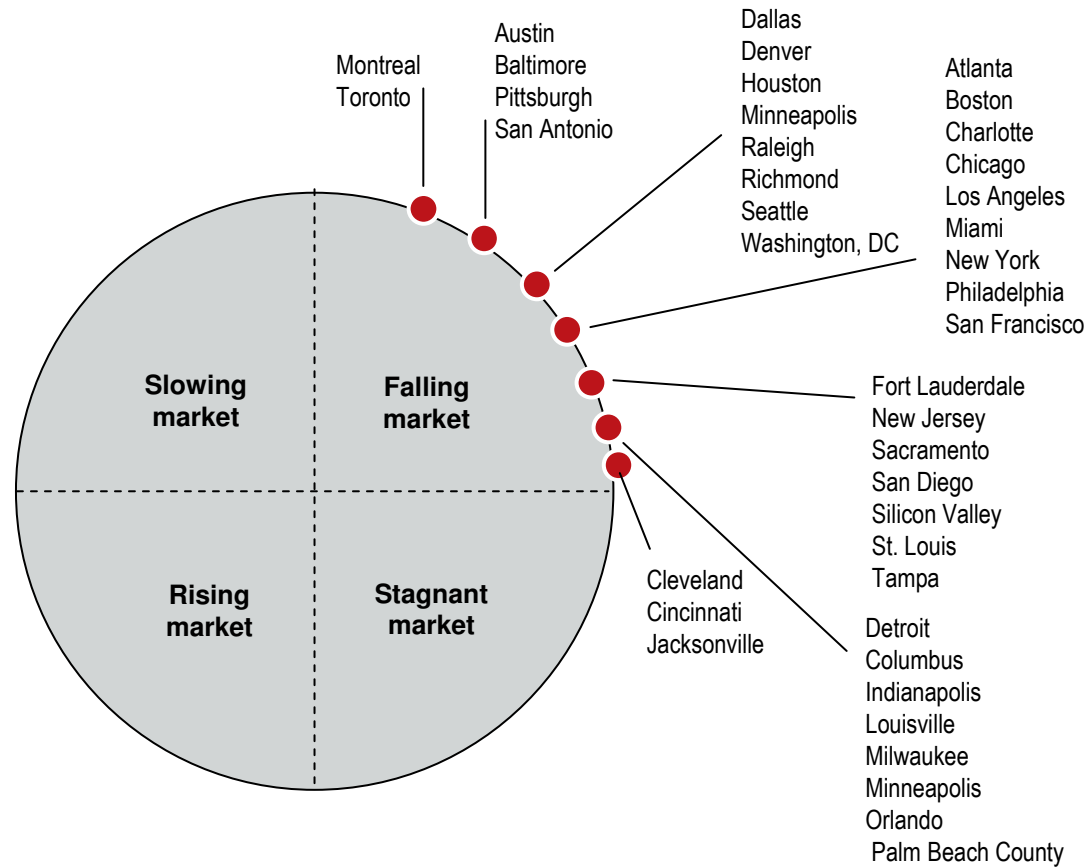 Montreal
Toronto
Austin
Baltimore
Pittsburgh
San Antonio
Dallas
Denver
Houston
Minneapolis
Raleigh
Richmond
Seattle
Washington, DC
Atlanta
Boston
Charlotte
Chicago
Los Angeles
Miami
New York
Philadelphia
San Francisco
Slowing
market
Falling
market
Rising
market
Stagnant
market
Fort Lauderdale
New Jersey
Sacramento
San Diego
Silicon Valley
St. Louis
Tampa
Cleveland
Cincinnati
Jacksonville
Detroit
Columbus
Indianapolis
Louisville
Milwaukee
Minneapolis
Orlando
Palm Beach County